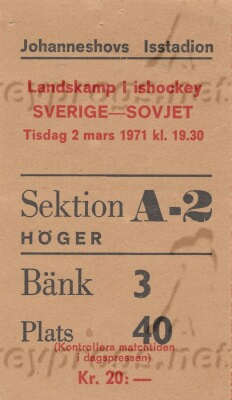 Johanneshovs Isstadion
Landskamp i ishockey
SVERIGE—SOVJET
Tisdag 2 mars 1971 kl. 19.30
Sektion A-2
HÖGER
Bänk 3
Plats 40
(Kontrollera matchtiden
i dagspressen)
Kr. 20:—